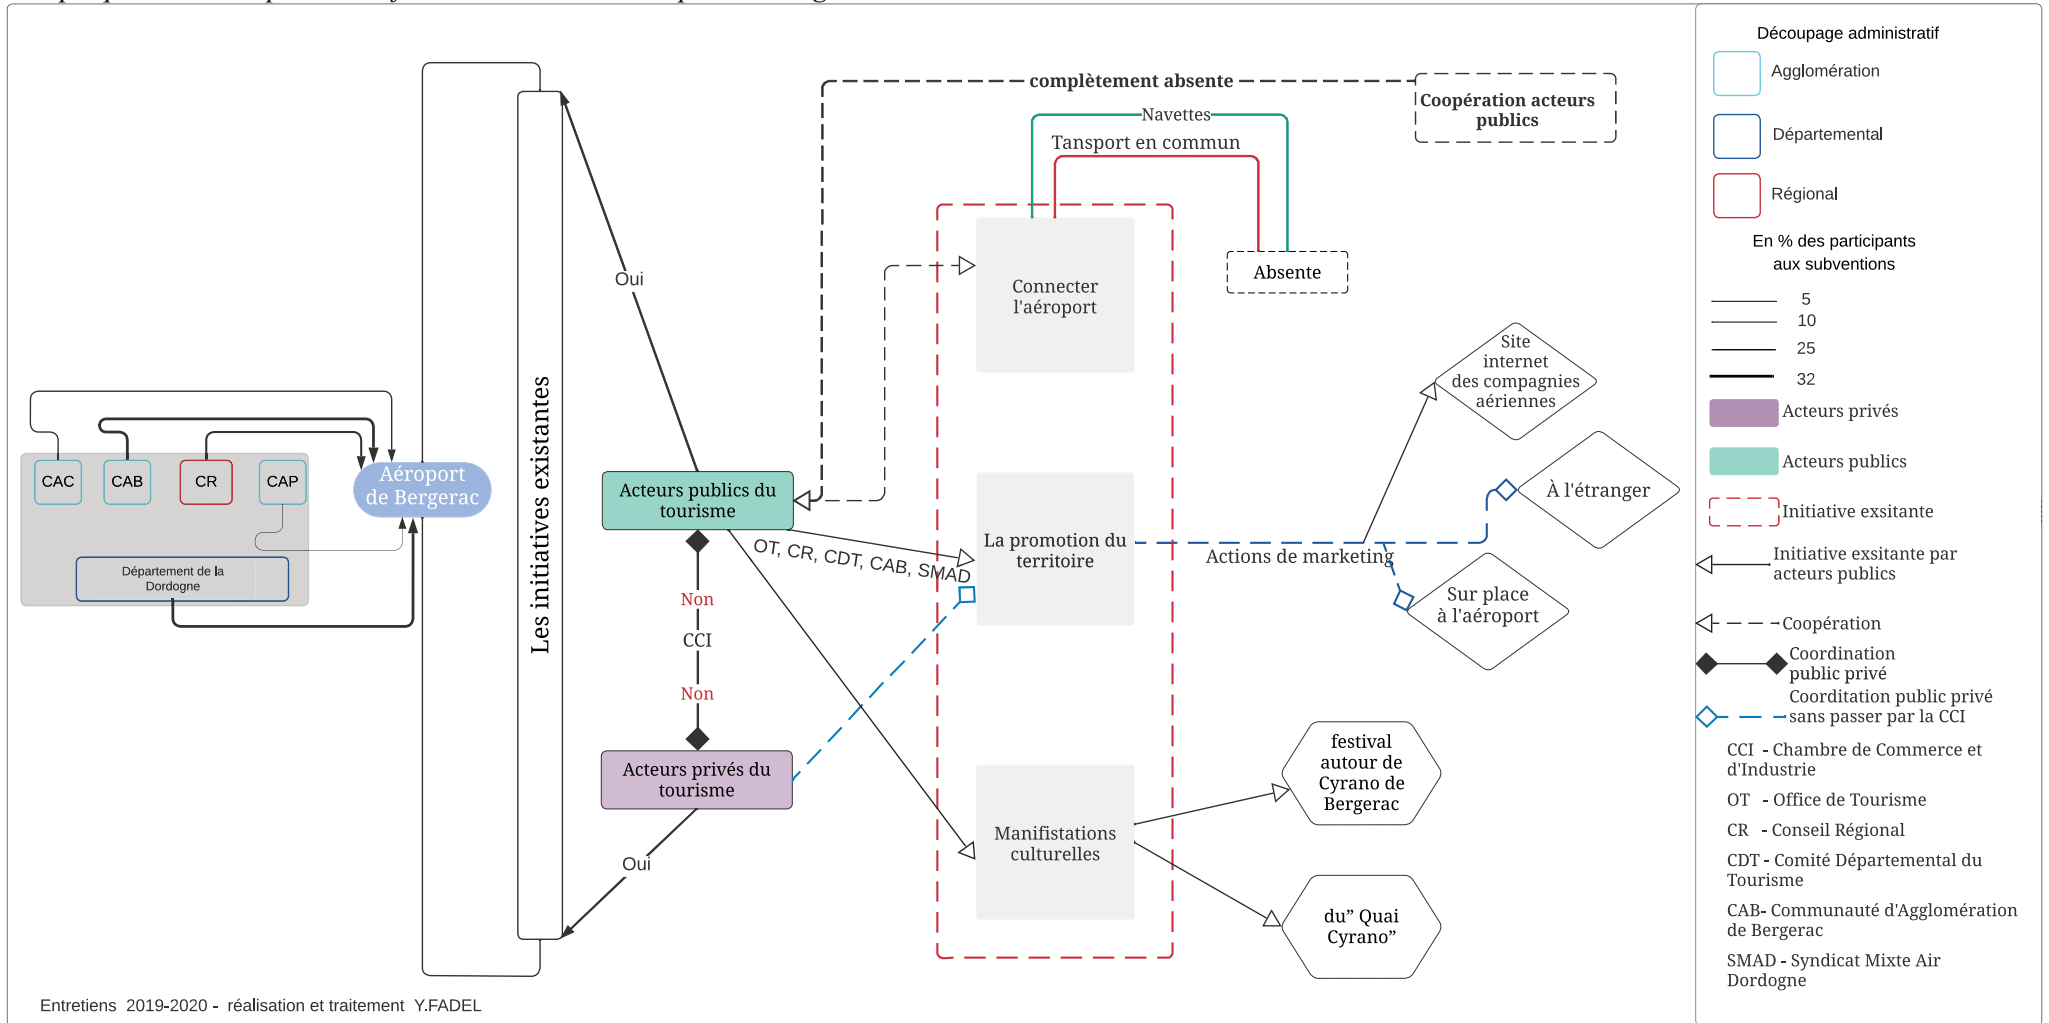 complètement absente
Coopération acteurs
publics
Navettes
Transport en commun
Absente
Oui
Connecter
l'aéroport
Les initiatives existantes
CAC
CAB
CR
CAP
Aéroport
de Bergerac
Département de la
Dordogne
Acteurs publics du
tourisme
OT, CR, CDT, CAB, SMAD
Non
CCI
Non
Acteurs privés du
tourisme
Oui
La promotion du
territoire
Actions de marketing
Site
internet
des compagnies
aériennes
À l'étranger
Sur place
à l'aéroport
Manifistations
culturelles
festival
autour de
Cyrano de
Bergerac
du” Quai
Cyrano”
Entretiens 2019-2020 - réalisation et traitement Y.FADEL
Découpage administratif
Agglomération
Départemental
Régional
En % des participants
aux subventions
5
10
25
32
Acteurs privés
Acteurs publics
Initiative exsitante
Initiative exsitante par
acteurs publics
Coopération
Coordination
public privé
Coorditation public privé
sans passer par la CCI
CCI - Chambre de Commerce et
d'Industrie
OT - Office de Tourisme
CR - Conseil Régional
CDT - Comité Départemental du
Tourisme
CAB- Communauté d'Agglomération
de Bergerac
SMAD - Syndicat Mixte Air
Dordogne